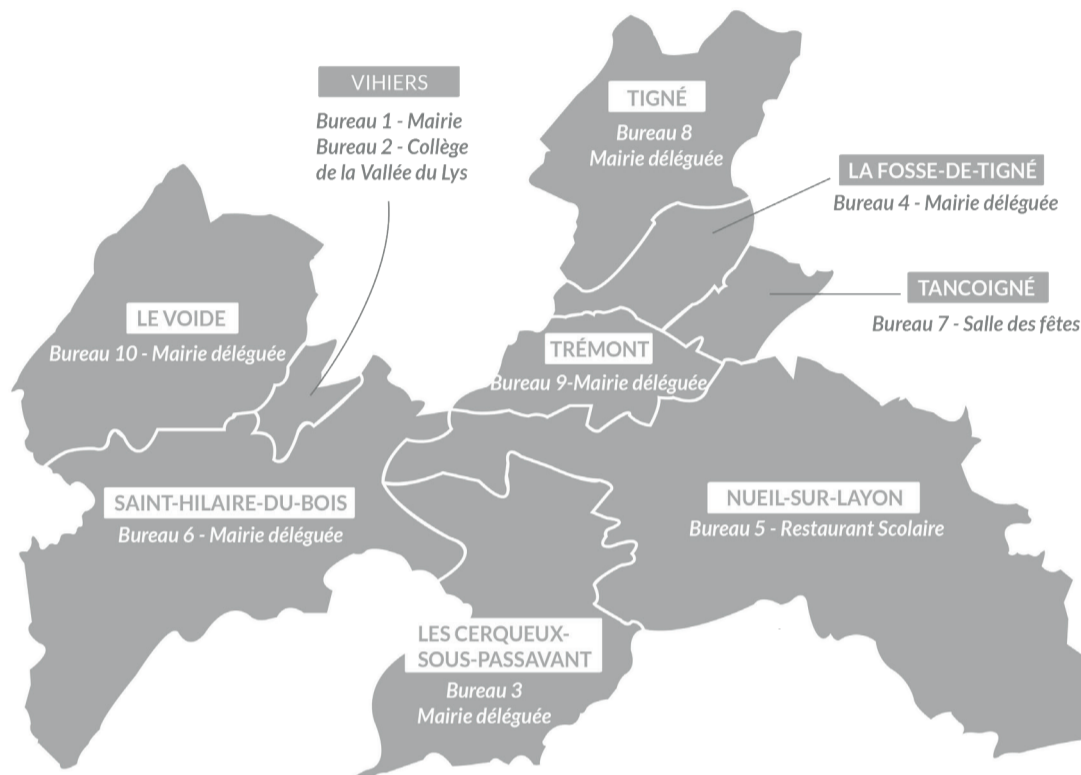 VIHIERS
Bureau 1 - Mairie
Bureau 2 - Collège
de la Vallée du Lys
TIGNÉ
Bureau 8
Mairie déléguée
LA FOSSE-DE-TIGNÉ
Bureau 4 - Mairie déléguée
TANCOIGNÉ
Bureau 7 - Salle des fêtes
LE VOIDE
Bureau 10 - Mairie déléguée
TRÉMONT
Bureau 9-Mairie déléguée
SAINT-HILAIRE-DU-BOIS
Bureau 6 - Mairie déléguée
NUEIL-SUR-LAYON
Bureau 5 - Restaurant Scolaire
LES CERQUEUX-
SOUS-PASSAVANT
Bureau 3
Mairie déléguée